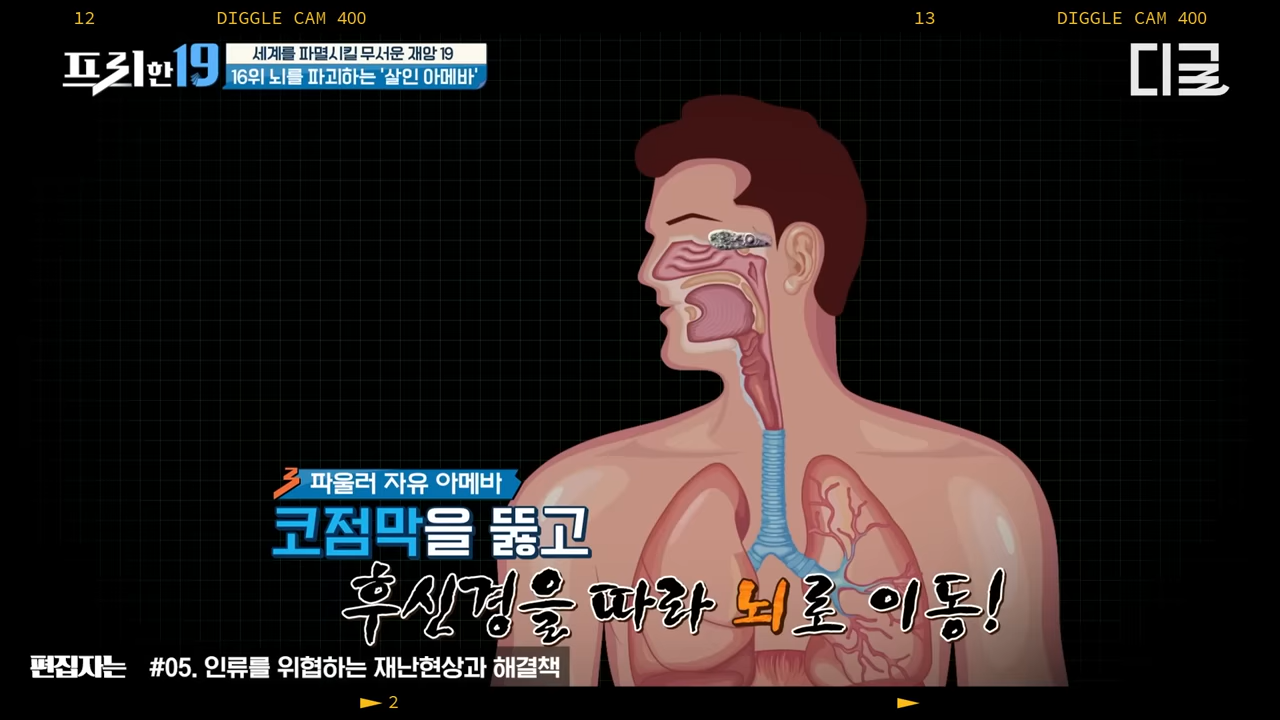 12 DIGGLE CAM 400 13 DIGGLE CAM 400
프리한19
세계를 파멸시킬 무서운 재앙 19
16위 뇌를 파괴하는 '살인 아메바'
디글
파울러 자유 아메바
코점막을 뚫고
후신경을 따라 뇌로 이동!
편집자는 #05. 인류를 위협하는 재난현상과 해결책
2